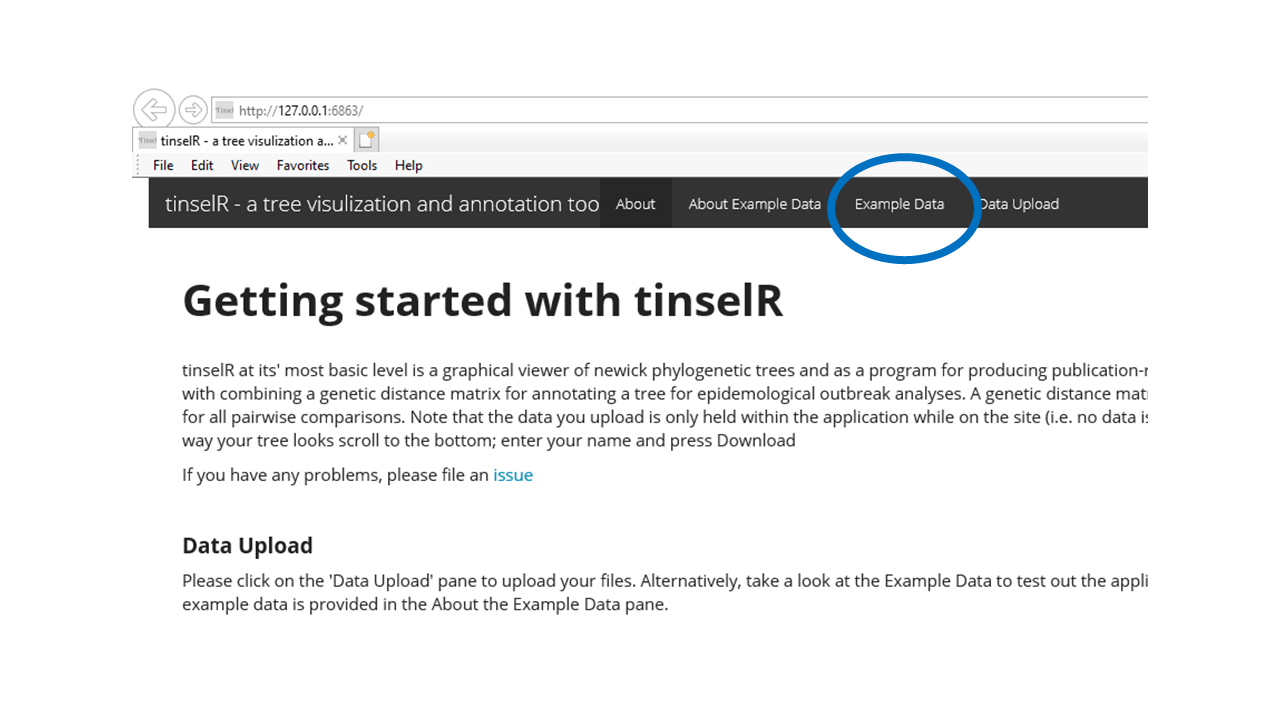 http://127.0.0.1:6863/
tinselR - a tree visulization a...
File Edit View Favorites Tools Help
tinselR - a tree visulization and annotation too About About Example Data Example Data Data Upload
Getting started with tinselR
tinselR at its' most basic level is a graphical viewer of newick phylogenetic trees and as a program for producing publication-r
with combining a genetic distance matrix for annotating a tree for epidemiological outbreak analyses. A genetic distance mat
for all pairwise comparisons. Note that the data you upload is only held within the application while on the site (i.e. no data is
way your tree looks scroll to the bottom; enter your name and press Download
If you have any problems, please file an issue
Data Upload
Please click on the 'Data Upload' pane to upload your files. Alternatively, take a look at the Example Data to test out the appli
example data is provided in the About the Example Data pane.